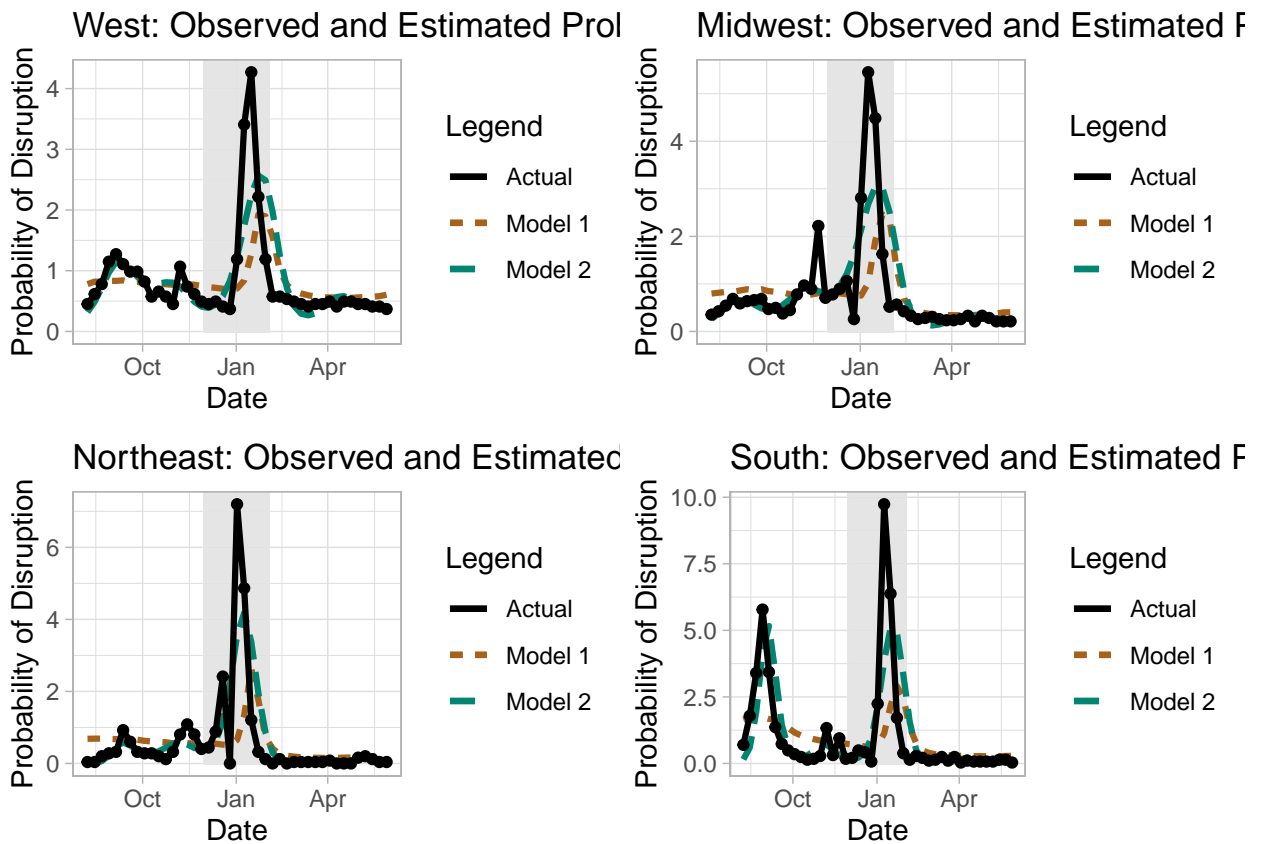 West: Observed and Estimated
Probability of Disruption
4
3
2
1
0
Oct
Jan
Apr
Date
Legend
Actual
Model 1
Model 2
Midwest: Observed and Estimated
Probability of Disruption
4
2
0
Oct
Jan
Apr
Date
Legend
Actual
Model 1
Model 2
Northeast: Observed and Estimated
Probability of Disruption
6
4
2
0
Oct
Jan
Apr
Date
Legend
Actual
Model 1
Model 2
South: Observed and Estimated
Probability of Disruption
10.0
7.5
5.0
2.5
0.0
Oct
Jan
Apr
Date
Legend
Actual
Model 1
Model 2